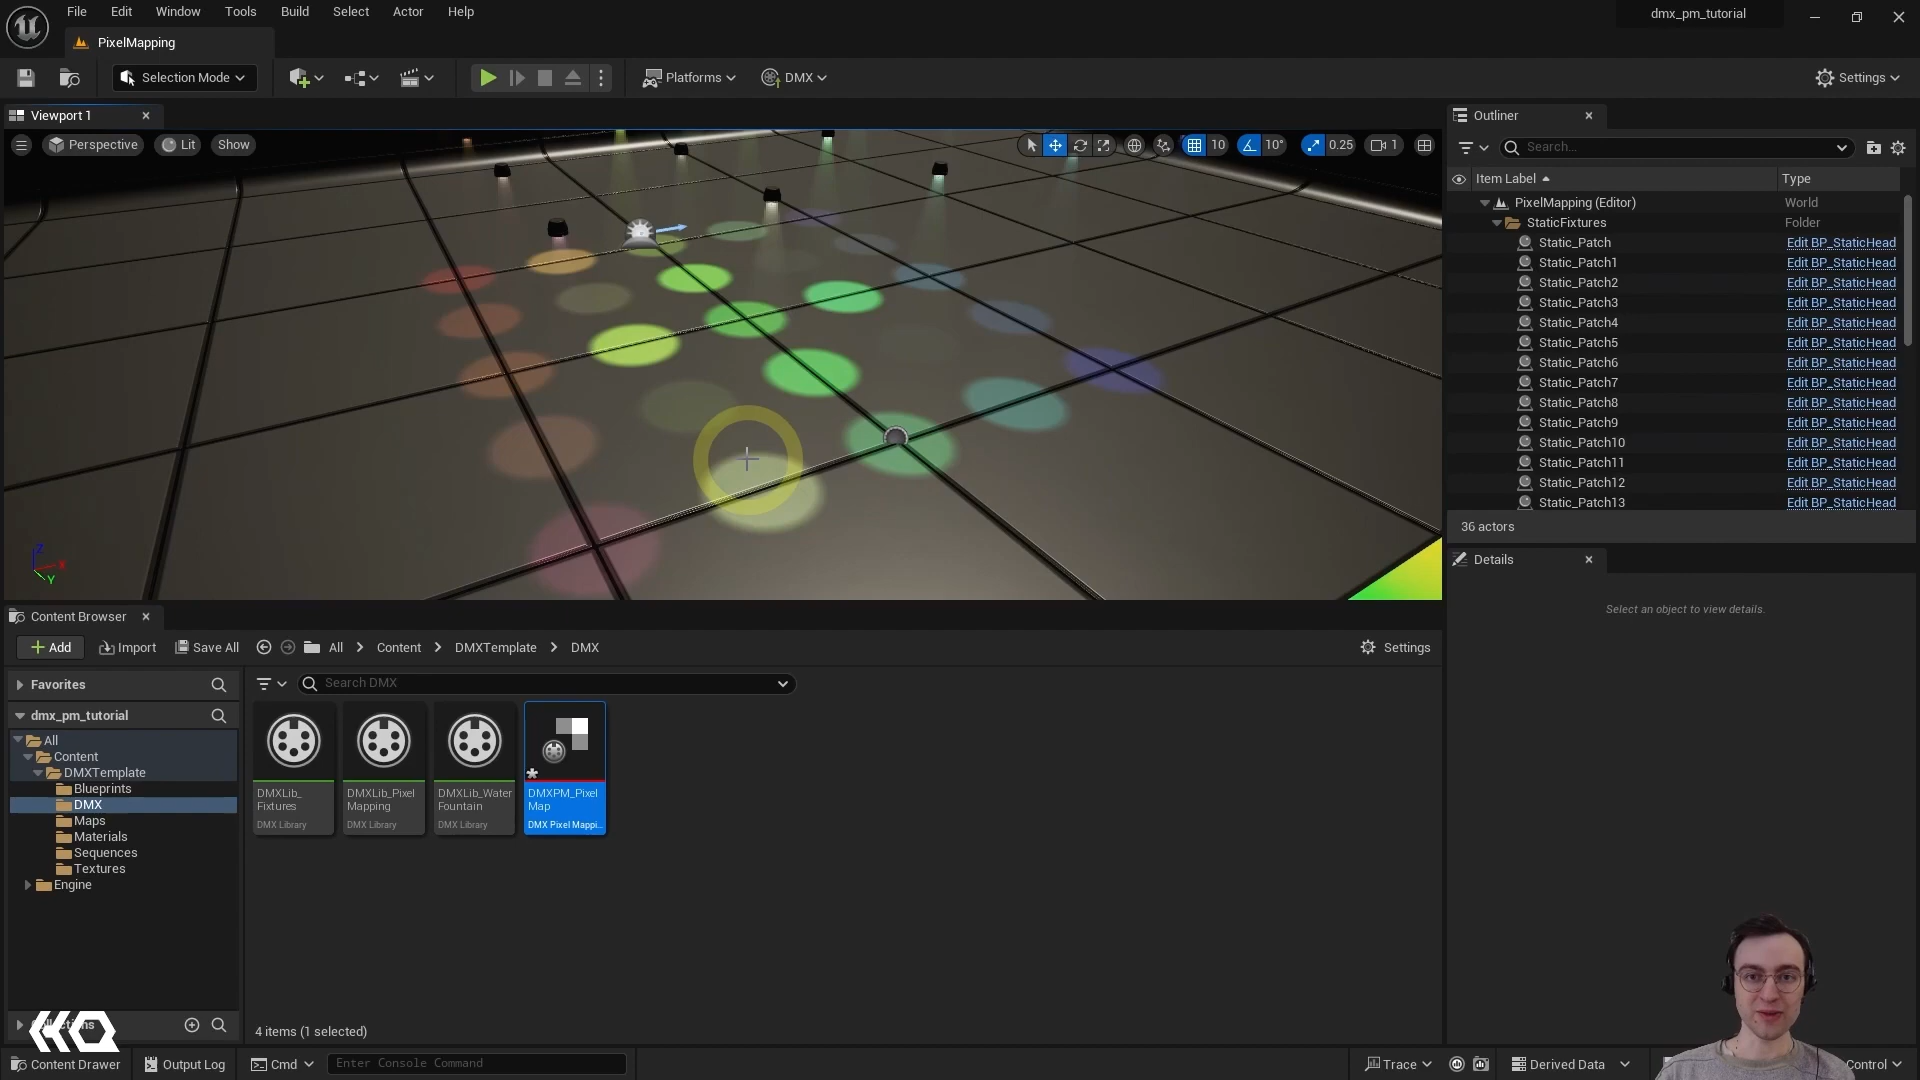 File Edit Window Tools Build Select Actor Help
dmx_pm_tutorial
PixelMapping
Selection Mode
Platforms
DMX
Settings
Viewport 1
Perspective
Lit
Show
10
10°
0.25
1
Z
X
Y
Outliner
Search...
Item Label
Type
PixelMapping (Editor) World
StaticFixtures Folder
Static_Patch Edit BP_StaticHead
Static_Patch1 Edit BP_StaticHead
Static_Patch2 Edit BP_StaticHead
Static_Patch3 Edit BP_StaticHead
Static_Patch4 Edit BP_StaticHead
Static_Patch5 Edit BP_StaticHead
Static_Patch6 Edit BP_StaticHead
Static_Patch7 Edit BP_StaticHead
Static_Patch8 Edit BP_StaticHead
Static_Patch9 Edit BP_StaticHead
Static_Patch10 Edit BP_StaticHead
Static_Patch11 Edit BP_StaticHead
Static_Patch12 Edit BP_StaticHead
Static_Patch13 Edit BP_StaticHead
36 actors
Details
Select an object to view details.
Content Browser
Add
Import
Save All
All
Content
DMXTemplate
DMX
Settings
Favorites
Search DMX
dmx_pm_tutorial
All
Content
DMXTemplate
Blueprints
DMX
Maps
Materials
Sequences
Textures
Engine
DMXLib_
Fixtures
DMX Library
DMXLib_Pixel
Mapping
DMX Library
DMXLib_Water
Fountain
DMX Library
DMXPM_Pixel
Map
DMX Pixel Mappi...
4 items (1 selected)
Content Drawer
Output Log
Cmd
Enter Console Command
Trace
Derived Data
Control